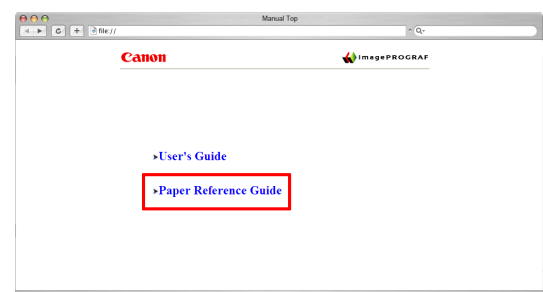 Manual Top
file://
Q
Canon
imagePROGRAF
User's Guide
Paper Reference Guide